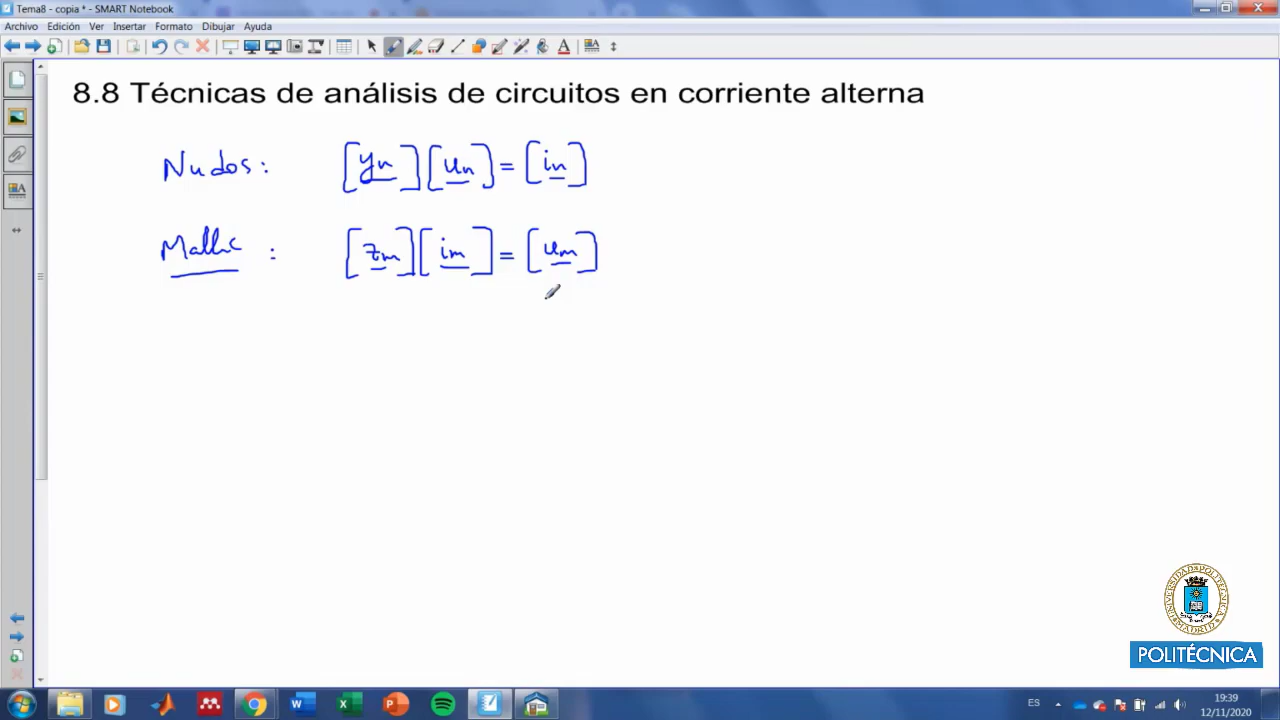 Tema8 - copia * - SMART Notebook
Archivo Edición Ver Insertar Formato Dibujar Ayuda
8.8 Técnicas de análisis de circuitos en corriente alterna
Nudos: [yn][un]=[in]
: [zm][im]=[um]
POLITÉCNICA
ES
19:39
12/11/2020